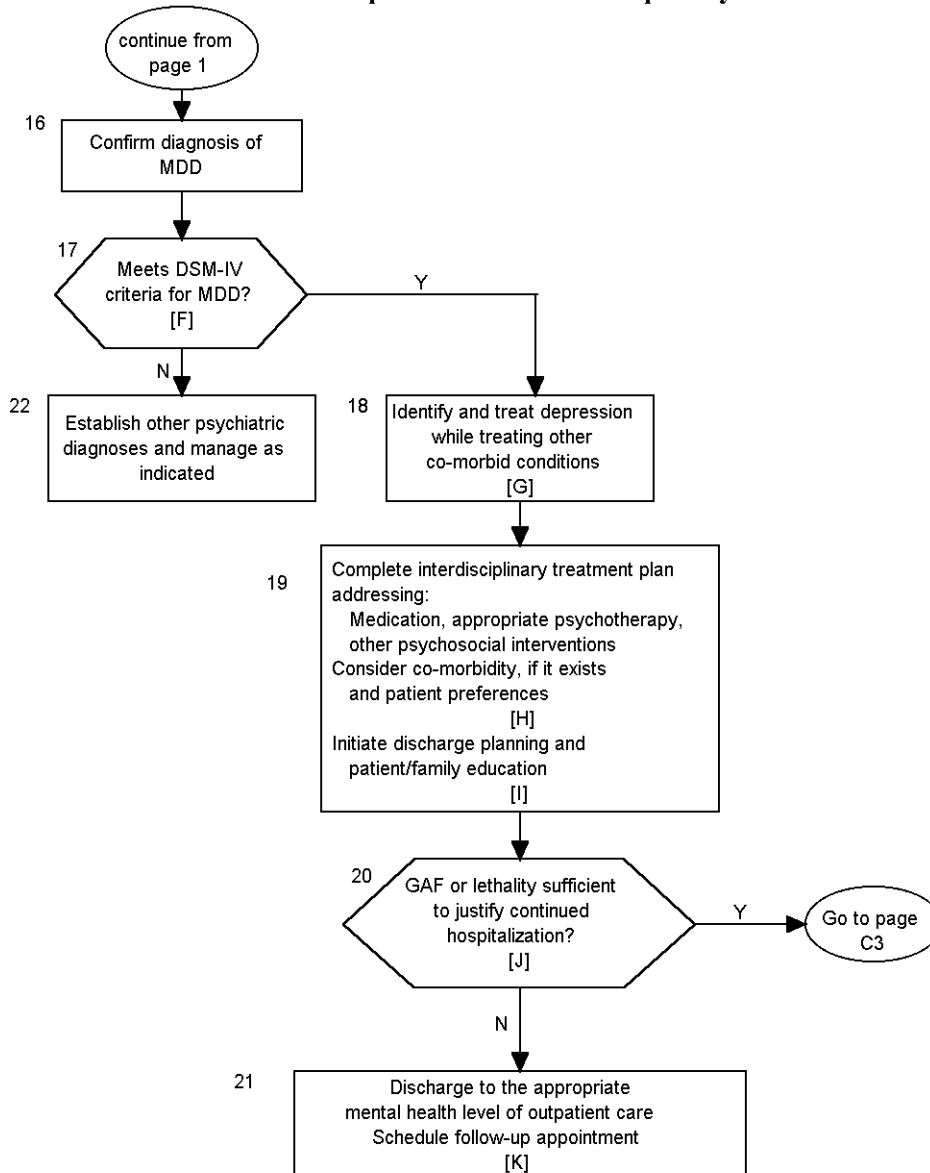 continue from
page 1
16
Confirm diagnosis of
MDD
17
Meets DSM-IV
criteria for MDD?
[F]
Y
N
22
Establish other psychiatric
diagnoses and manage as
indicated
18
Identify and treat depression
while treating other
co-morbid conditions
[G]
19
Complete interdisciplinary treatment plan
addressing:
Medication, appropriate psychotherapy,
other psychosocial interventions
Consider co-morbidity, if it exists
and patient preferences
[H]
Initiate discharge planning and
patient/family education
[I]
20
GAF or lethality sufficient
to justify continued
hospitalization?
[J]
Y
Go to page
C3
N
21
Discharge to the appropriate
mental health level of outpatient care
Schedule follow-up appointment
[K]